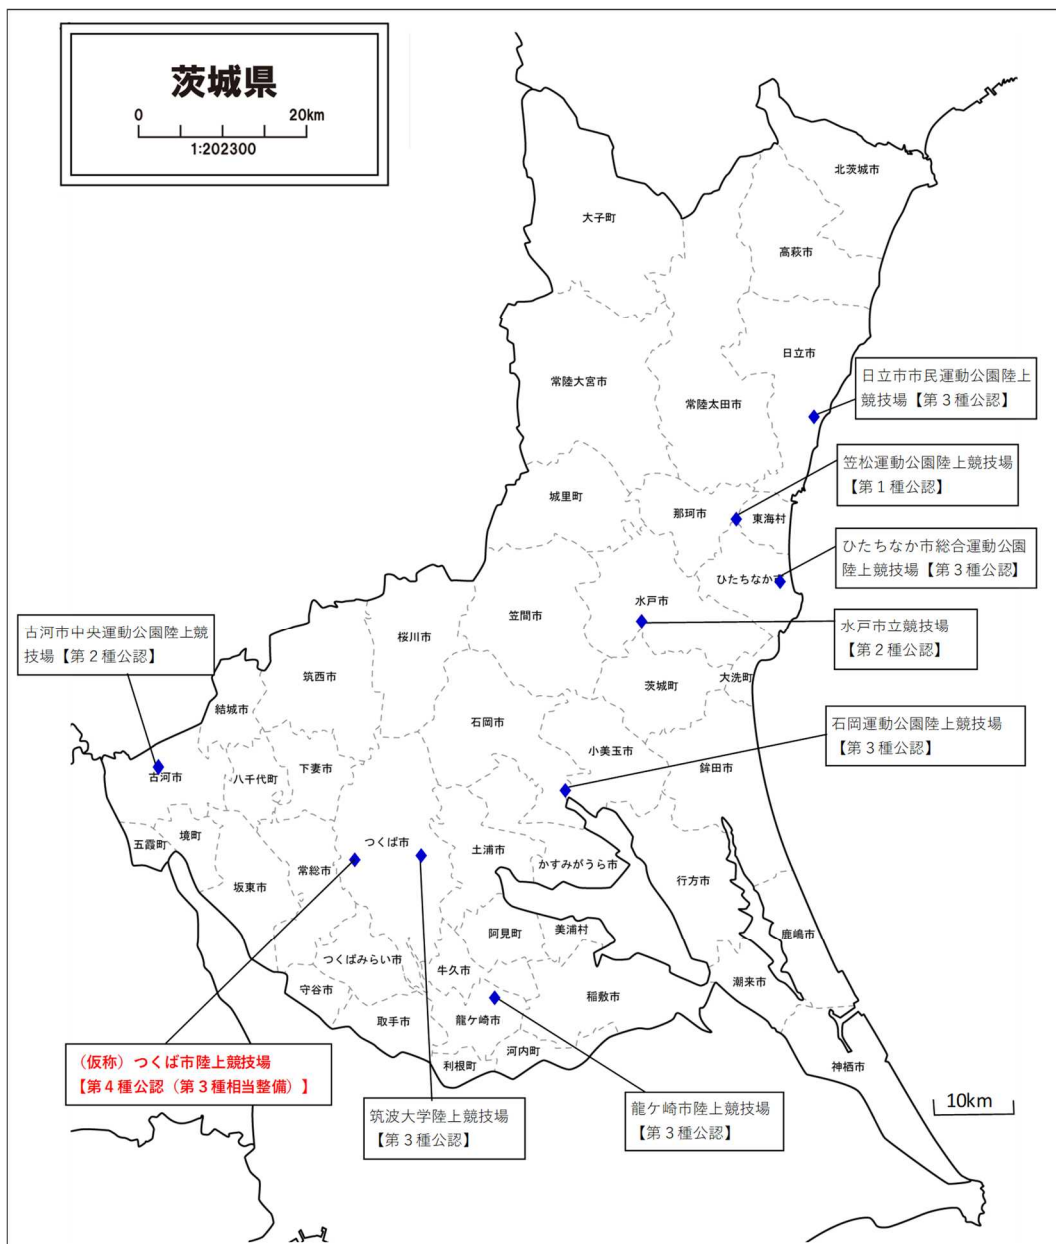 茨城県
0 20km
1:202300
北茨城市
大子町
高萩市
日立市
日立市市民運動公園陸上
競技場【第3種公認】
常陸大宮市
常陸太田市
笠松運動公園陸上競技場
【第1種公認】
城里町
那珂市
東海村
ひたちなか市総合運動公園
陸上競技場【第3種公認】
ひたちなか市
水戸市
笠間市
水戸市立競技場
【第2種公認】
古河市中央運動公園陸上競
技場【第2種公認】
桜川市
筑西市
茨城町
大洗町
結城市
石岡市
石岡運動公園陸上競技場
【第3種公認】
小美玉市
鉾田市
古河市
八千代町
下妻市
五霞町
境町
つくば市
土浦市
かすみがうら市
坂東市
常総市
行方市
阿見町
美浦村
鹿嶋市
つくばみらい市
牛久市
守谷市
稲敷市
潮来市
取手市
龍ケ崎市
河内町
利根町
神栖市
(仮称)つくば市陸上競技場
【第4種公認(第3種相当整備)】
筑波大学陸上競技場
【第3種公認】
龍ケ崎市陸上競技場
【第3種公認】
10km